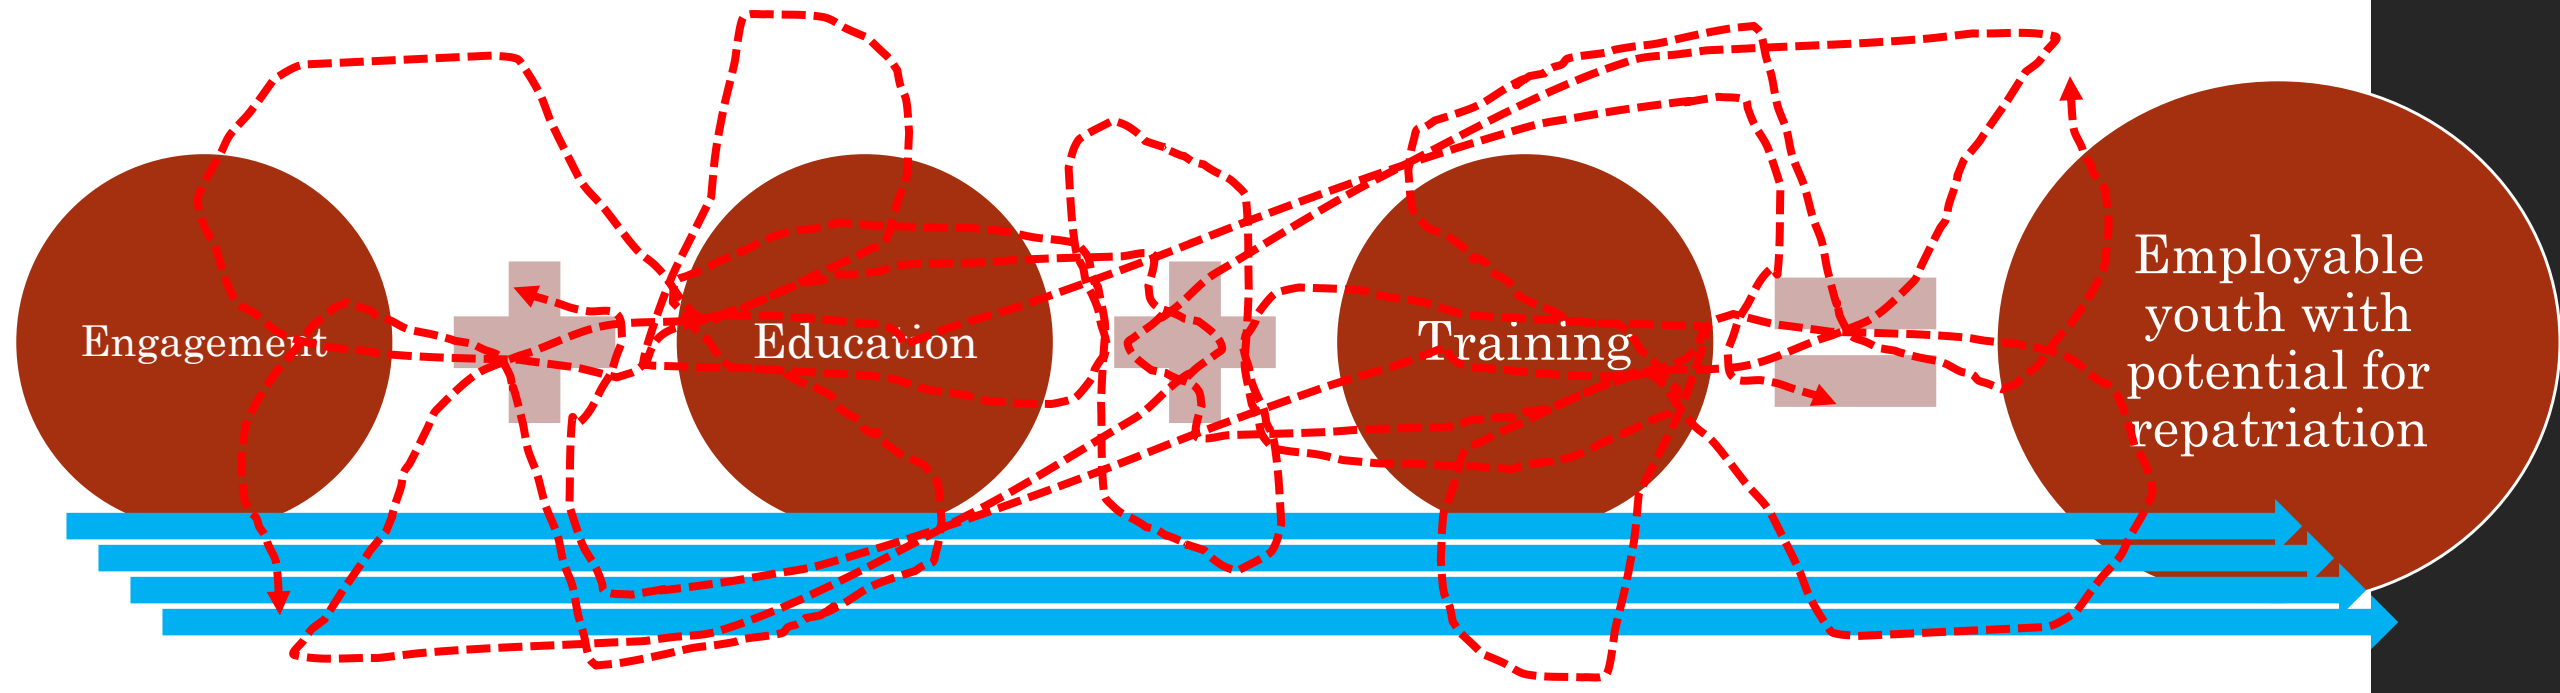 Engagement
Education
Training
Employable
youth with
potential for
repatriation